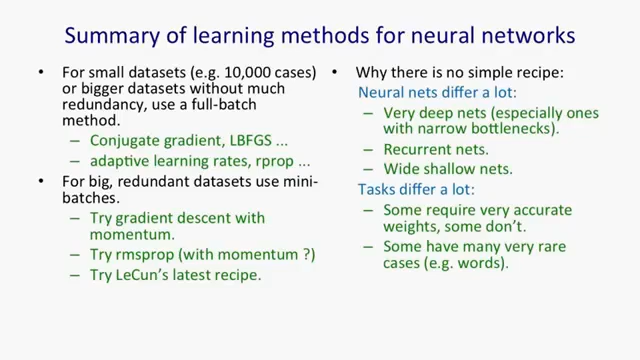 Summary of learning methods for neural networks
• For small datasets (e.g. 10,000 cases)
or bigger datasets without much
redundancy, use a full-batch
method.
– Conjugate gradient, LBFGS ...
– adaptive learning rates, rprop ...
• For big, redundant datasets use mini-
batches.
– Try gradient descent with
momentum.
– Try rmsprop (with momentum ?)
– Try LeCun's latest recipe.
• Why there is no simple recipe:
Neural nets differ a lot:
– Very deep nets (especially ones
with narrow bottlenecks).
– Recurrent nets.
– Wide shallow nets.
Tasks differ a lot:
– Some require very accurate
weights, some don't.
– Some have many very rare
cases (e.g. words).